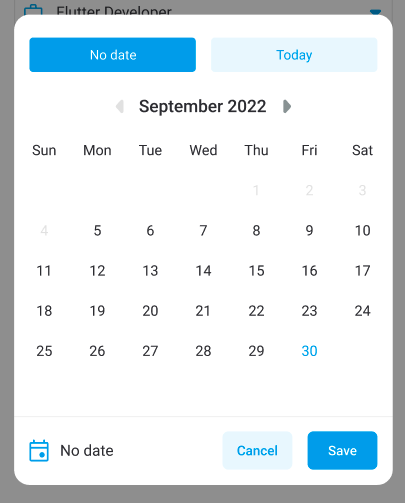 Flutter Developer
No date Today
September 2022
Sun Mon Tue Wed Thu Fri Sat
1 2 3
4 5 6 7 8 9 10
11 12 13 14 15 16 17
18 19 20 21 22 23 24
25 26 27 28 29 30
No date Cancel Save